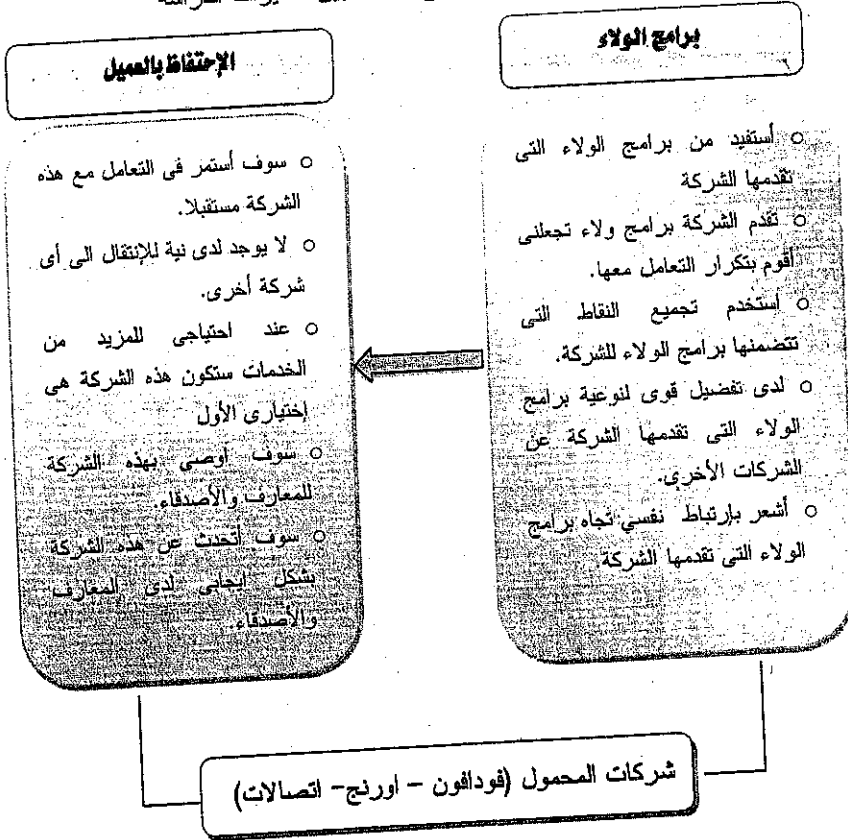 برامج الولاء
○ أستفيد من برامج الولاء التى
تقدمها الشركة
○ تقدم الشركة برامج ولاء تجعلنى
أقوم بتكرار التعامل معها.
○ استخدم تجميع النقاط التى
تتضمنها برامج الولاء للشركة.
○ لدى تفضيل قوى لنوعية برامج
الولاء التى تقدمها الشركة عن
الشركات الأخرى.
○ أشعر بإرتباط نفسي تجاه برامج
الولاء التى تقدمها الشركة
الإحتفاظ بالعميل
○ سوف أستمر فى التعامل مع هذه
الشركة مستقبلا.
○ لا يوجد لدى نية للإنتقال الى أى
شركة أخرى.
○ عند احتياجى للمزيد من
الخدمات ستكون هذه الشركة هى
إختيارى الأول
○ سوف أوصى بهذه الشركة
للمعارف والأصدقاء.
○ سوف أتحدث عن هذه الشركة
بشكل ايجابى لدى المعارف
والأصدقاء.
شركات المحمول (فودافون – اورنج– اتصالات)